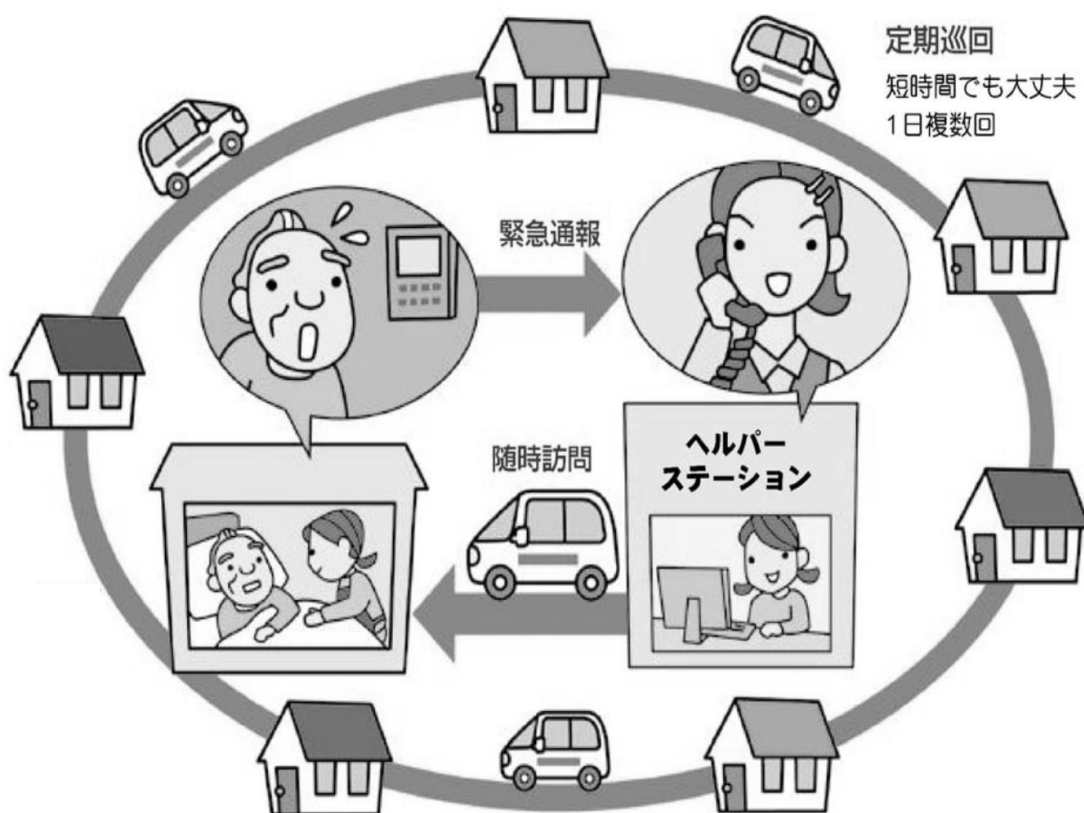 定期巡回
短時間でも大丈夫
1日複数回
緊急通報
随時訪問
ヘルパー
ステーション